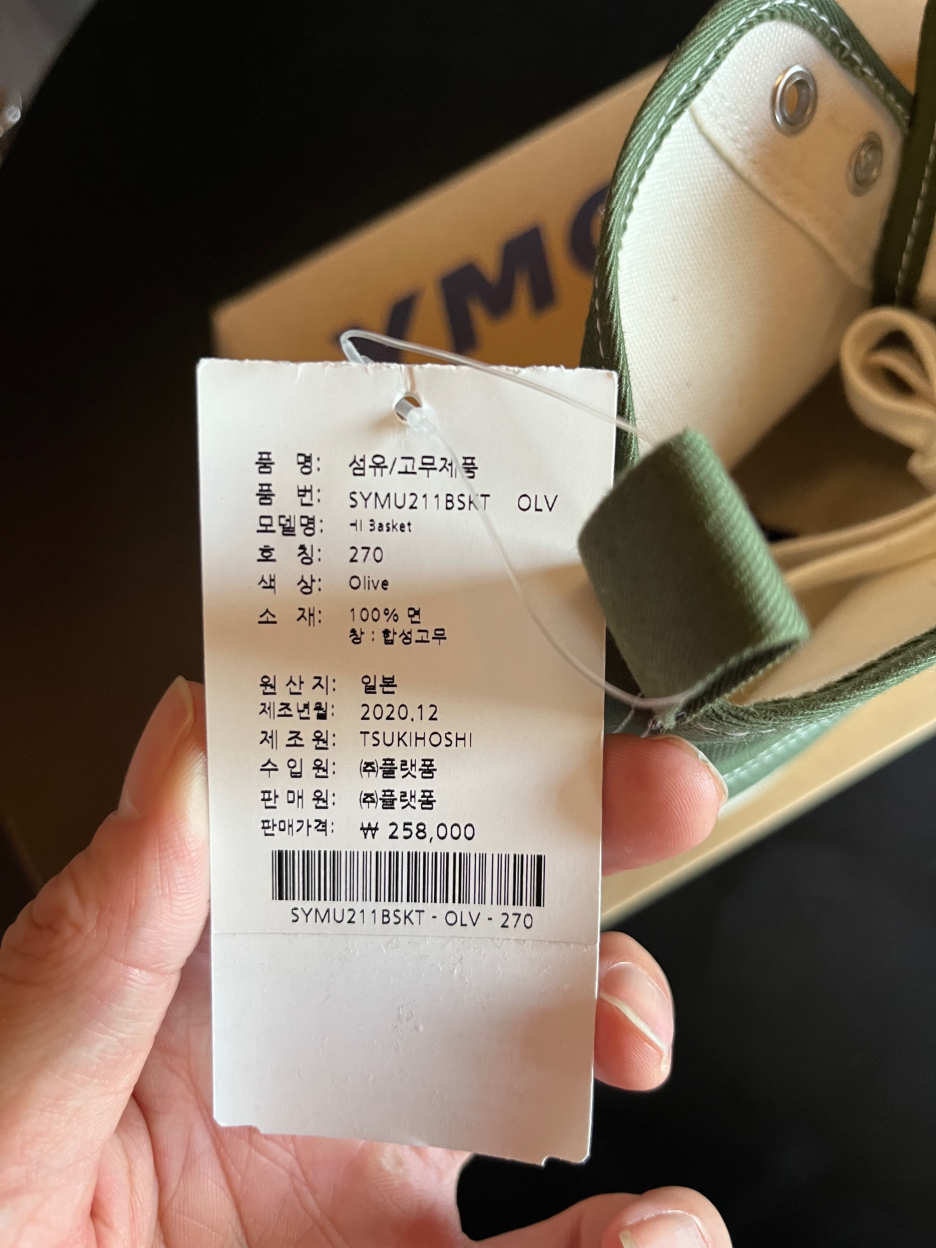 YMC
품 명: 섬유/고무제품
품 번: SYMU211BSKT OLV
모델명: HI Basket
호 칭: 270
색 상: Olive
소 재: 100% 면
창 : 합성고무
원 산 지: 일본
제조년월: 2020.12
제 조 원: TSUKIHOSHI
수 입 원: ㈜플랫폼
판 매 원: ㈜플랫폼
판매가격: ₩ 258,000
SYMU211BSKT - OLV - 270